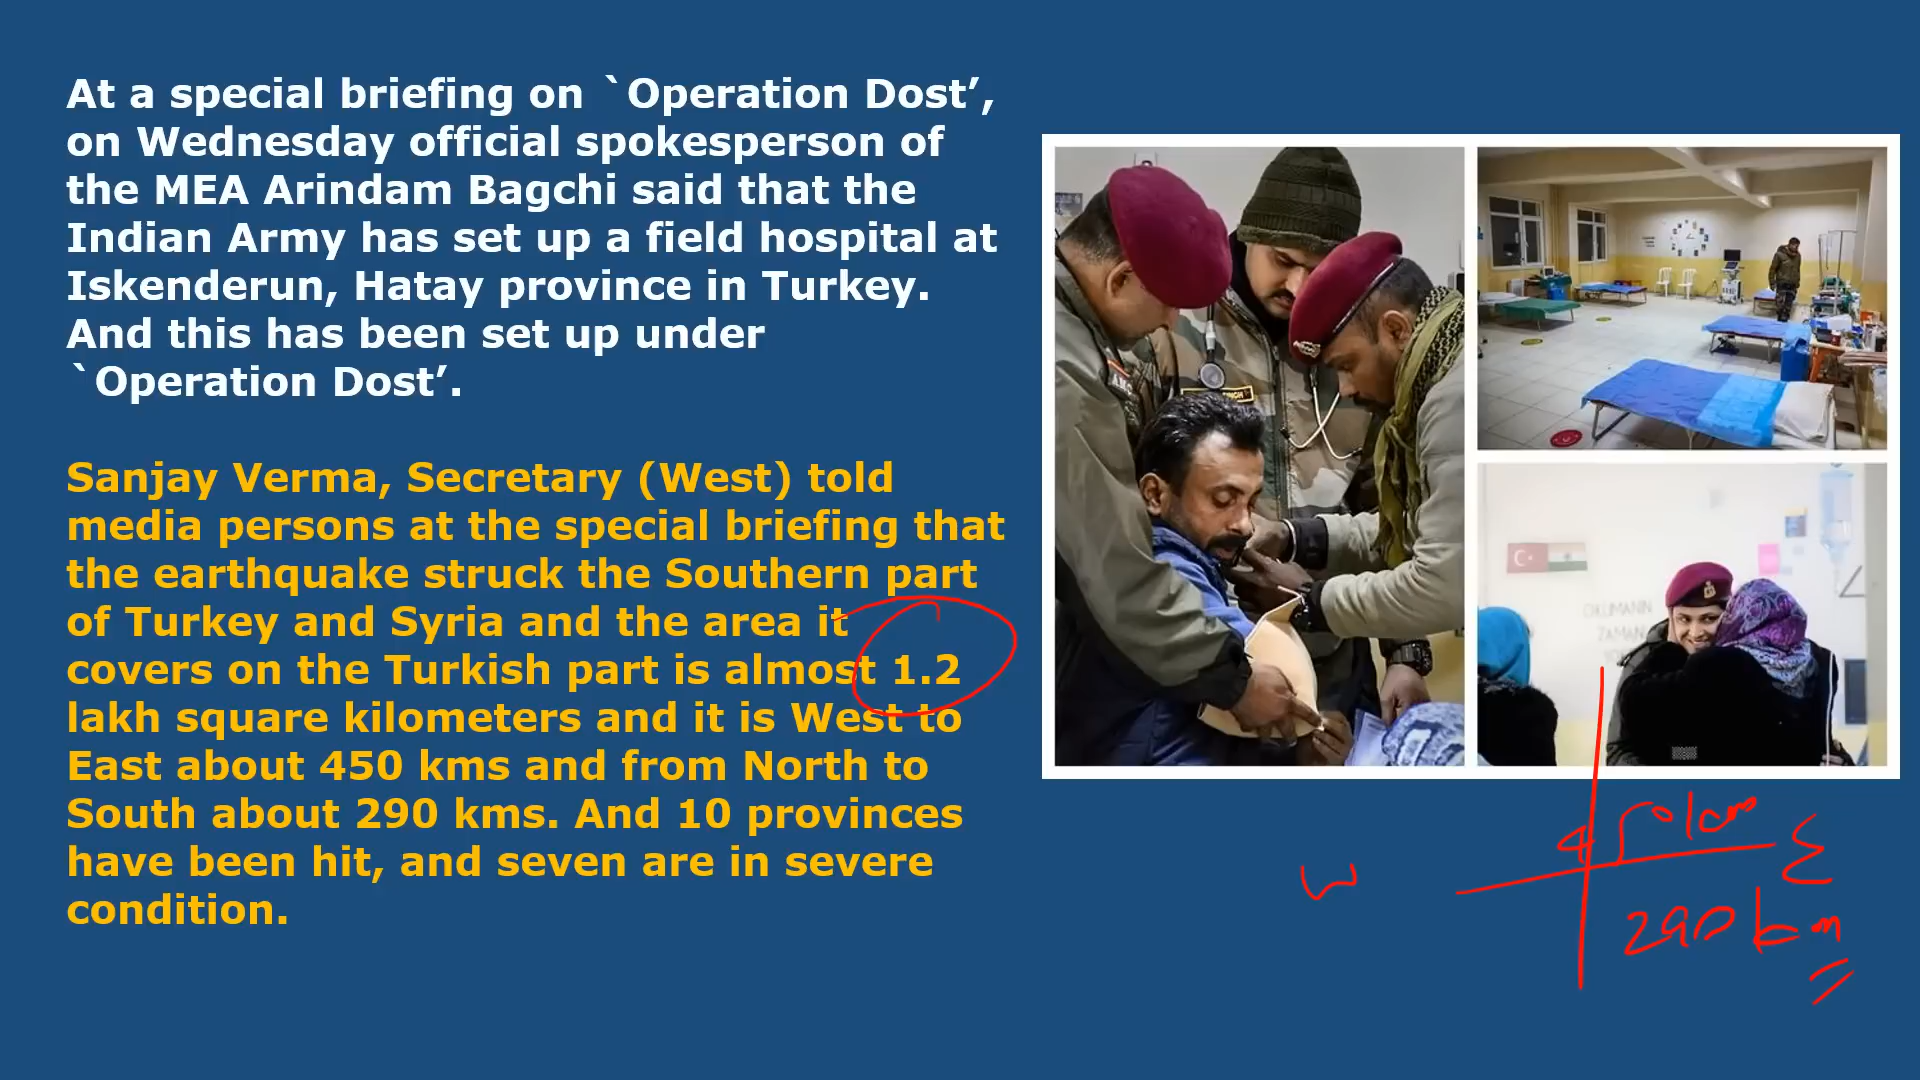 At a special briefing on `Operation Dost’,
on Wednesday official spokesperson of
the MEA Arindam Bagchi said that the
Indian Army has set up a field hospital at
Iskenderun, Hatay province in Turkey.
And this has been set up under
`Operation Dost’.
Sanjay Verma, Secretary (West) told
media persons at the special briefing that
the earthquake struck the Southern part
of Turkey and Syria and the area it
covers on the Turkish part is almost 1.2
lakh square kilometers and it is West to
East about 450 kms and from North to
South about 290 kms. And 10 provinces
have been hit, and seven are in severe
condition.
OKUMANIN
ZAMANI
W
E
290 km